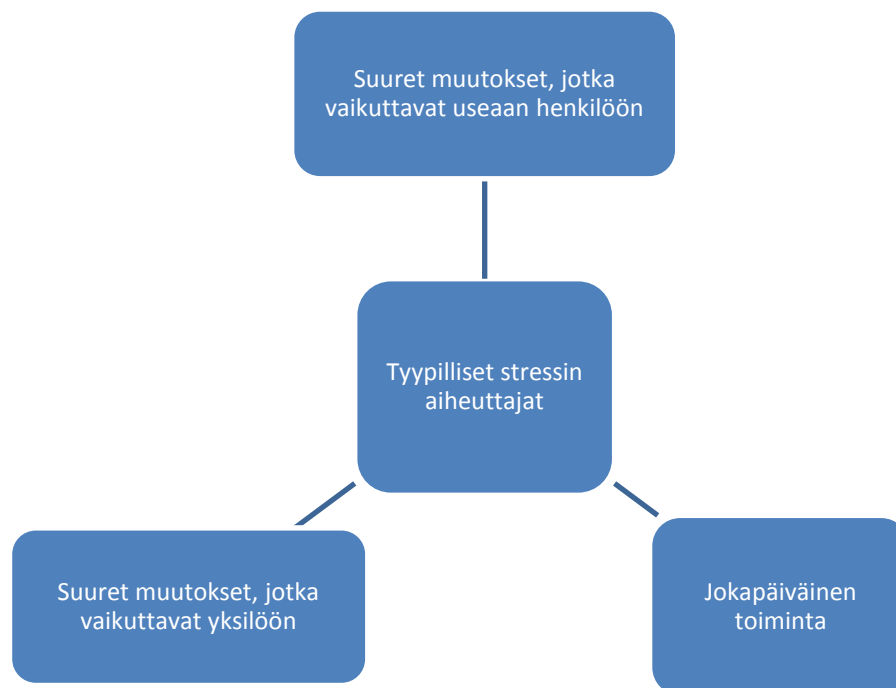 Suuret muutokset, jotka
vaikuttavat useaan henkilöön
Tyypilliset stressin
aiheuttajat
Suuret muutokset, jotka
vaikuttavat yksilöön
Jokapäiväinen
toiminta